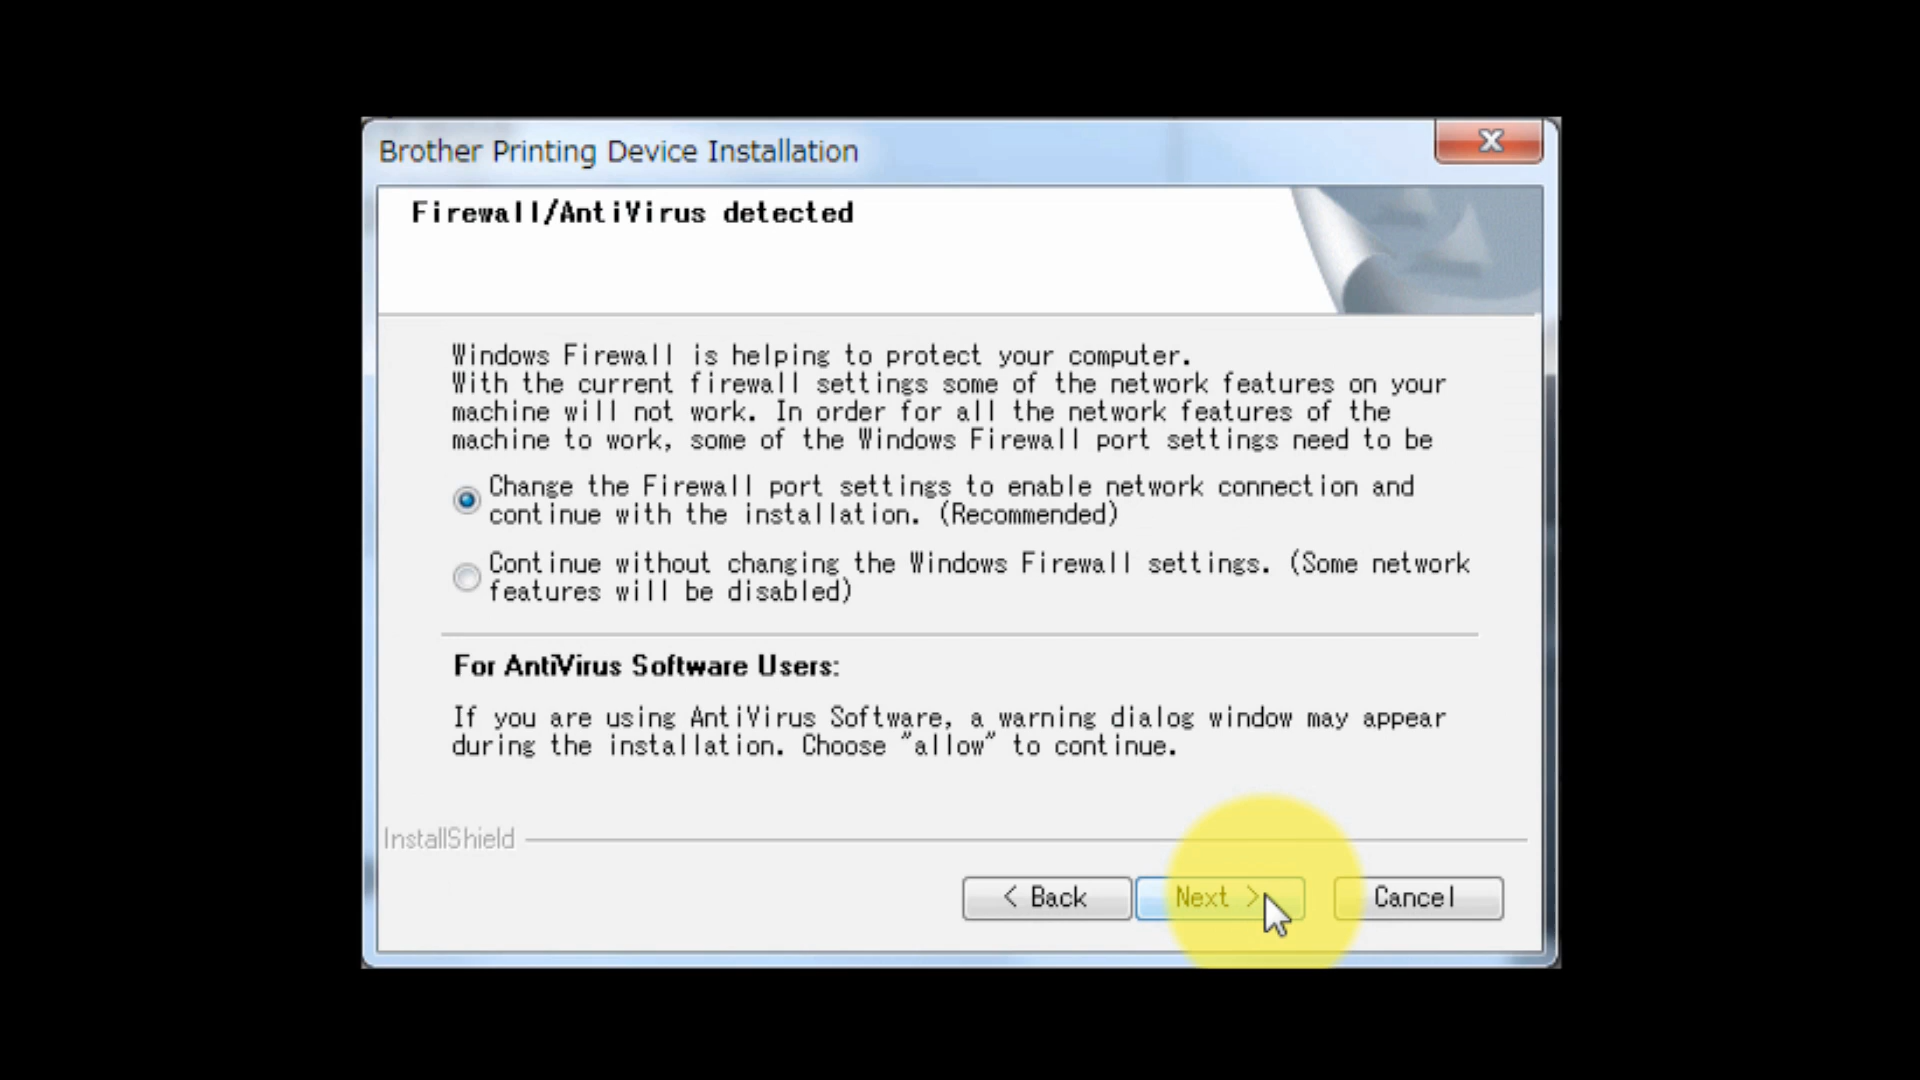 Brother Printing Device Installation
X
Firewall/AntiVirus detected
Windows Firewall is helping to protect your computer.
With the current firewall settings some of the network features on your
machine will not work. In order for all the network features of the
machine to work, some of the Windows Firewall port settings need to be
Change the Firewall port settings to enable network connection and
continue with the installation. (Recommended)
Continue without changing the Windows Firewall settings. (Some network
features will be disabled)
For AntiVirus Software Users:
If you are using AntiVirus Software, a warning dialog window may appear
during the installation. Choose "allow" to continue.
InstallShield
< Back Next > Cancel